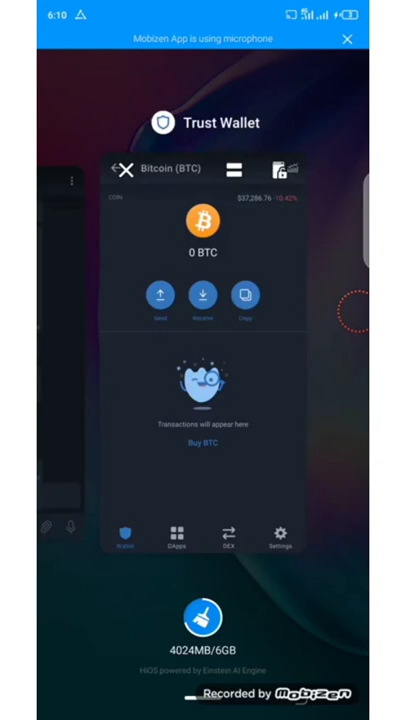 6:10
Mobizen App is using microphone
Trust Wallet
Bitcoin (BTC)
COIN
$37,286.76 -10.42%
0 BTC
Send
Receive
Copy
Transactions will appear here
Buy BTC
Wallet
DApps
DEX
Settings
4024MB/6GB
HiOS powered by Einstein AI Engine
Recorded by mobizen